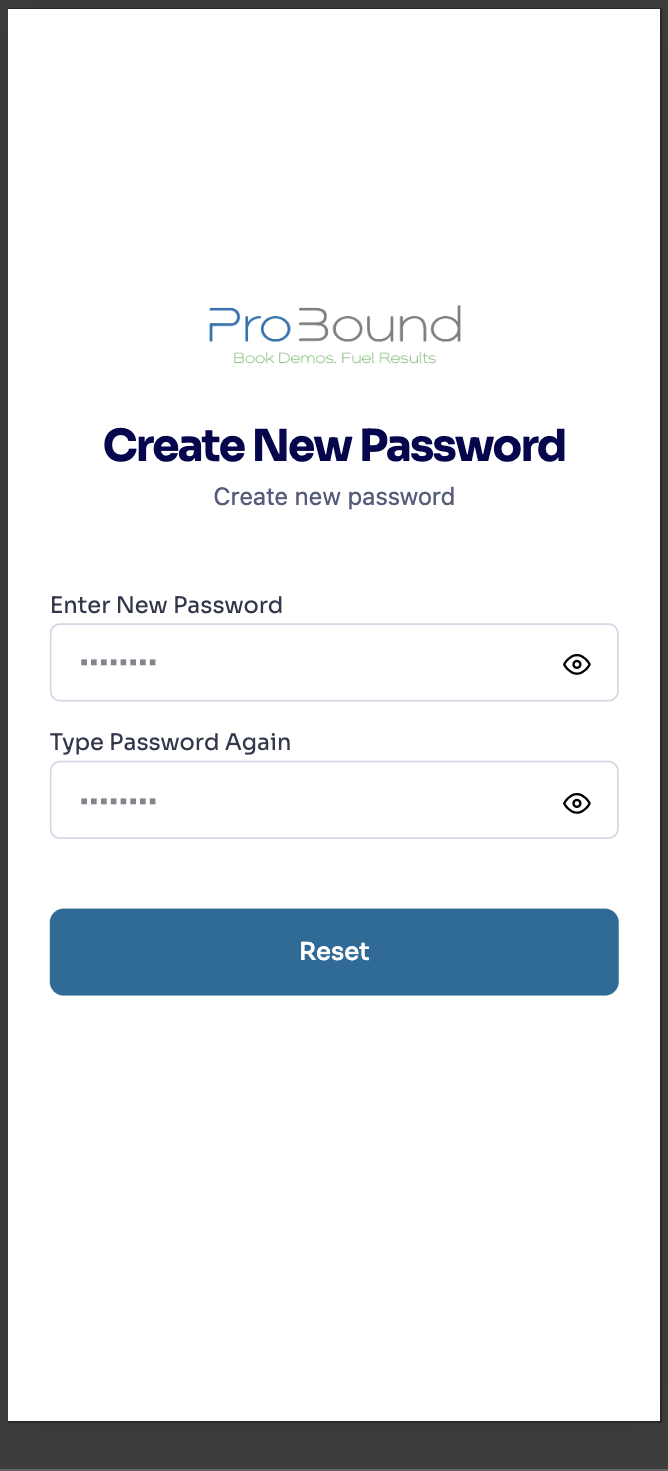 ProBound
Book Demos. Fuel Results
Create New Password
Create new password
Enter New Password
Type Password Again
Reset